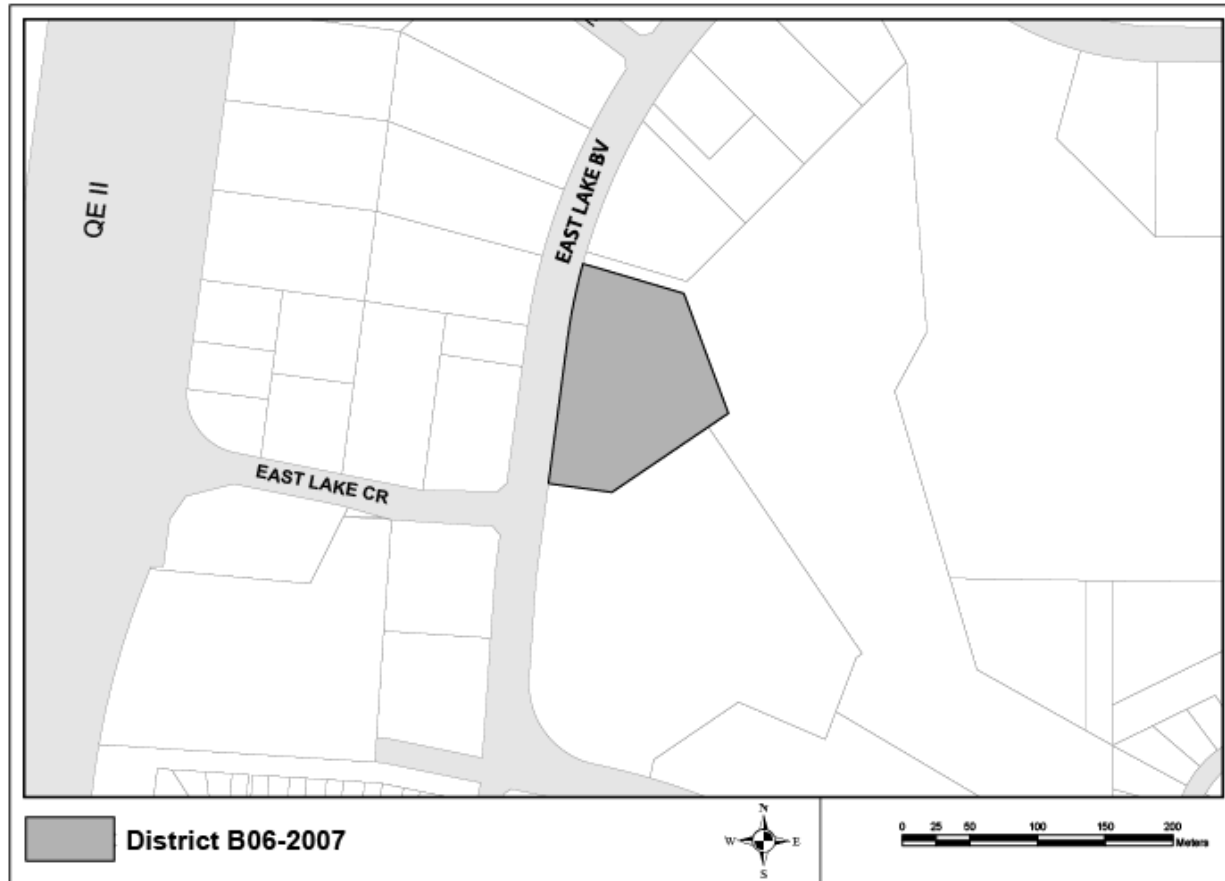 QE II
EAST LAKE BV
EAST LAKE CR
District B06-2007
N
W E
S
0 25 50 100 150 200
Meters